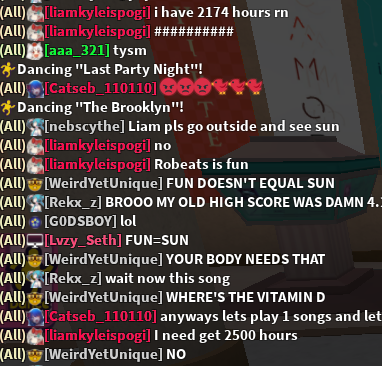 (All) [liamkyleispogi] i have 2174 hours rn
(All) [liamkyleispogi] ##########
(All) [aaa_321] tysm
Dancing "Last Party Night"!
(All) [Catseb_110110] 😡😡😡🐦🐦🐦
Dancing "The Brooklyn"!
(All) [nebscythe] Liam pls go outside and see sun
(All) [liamkyleispogi] no
(All) [liamkyleispogi] Robeats is fun
(All) [WeirdYetUnique] FUN DOESN'T EQUAL SUN
(All) [Rekx_z] BROOO MY OLD HIGH SCORE WAS DAMN 4.
(All) [G0DSBOY] lol
(All) [Lvzy_Seth] FUN=SUN
(All) [WeirdYetUnique] YOUR BODY NEEDS THAT
(All) [Rekx_z] wait now this song
(All) [WeirdYetUnique] WHERE'S THE VITAMIN D
(All) [Catseb_110110] anyways lets play 1 songs and let
(All) [liamkyleispogi] I need get 2500 hours
(All) [WeirdYetUnique] NO